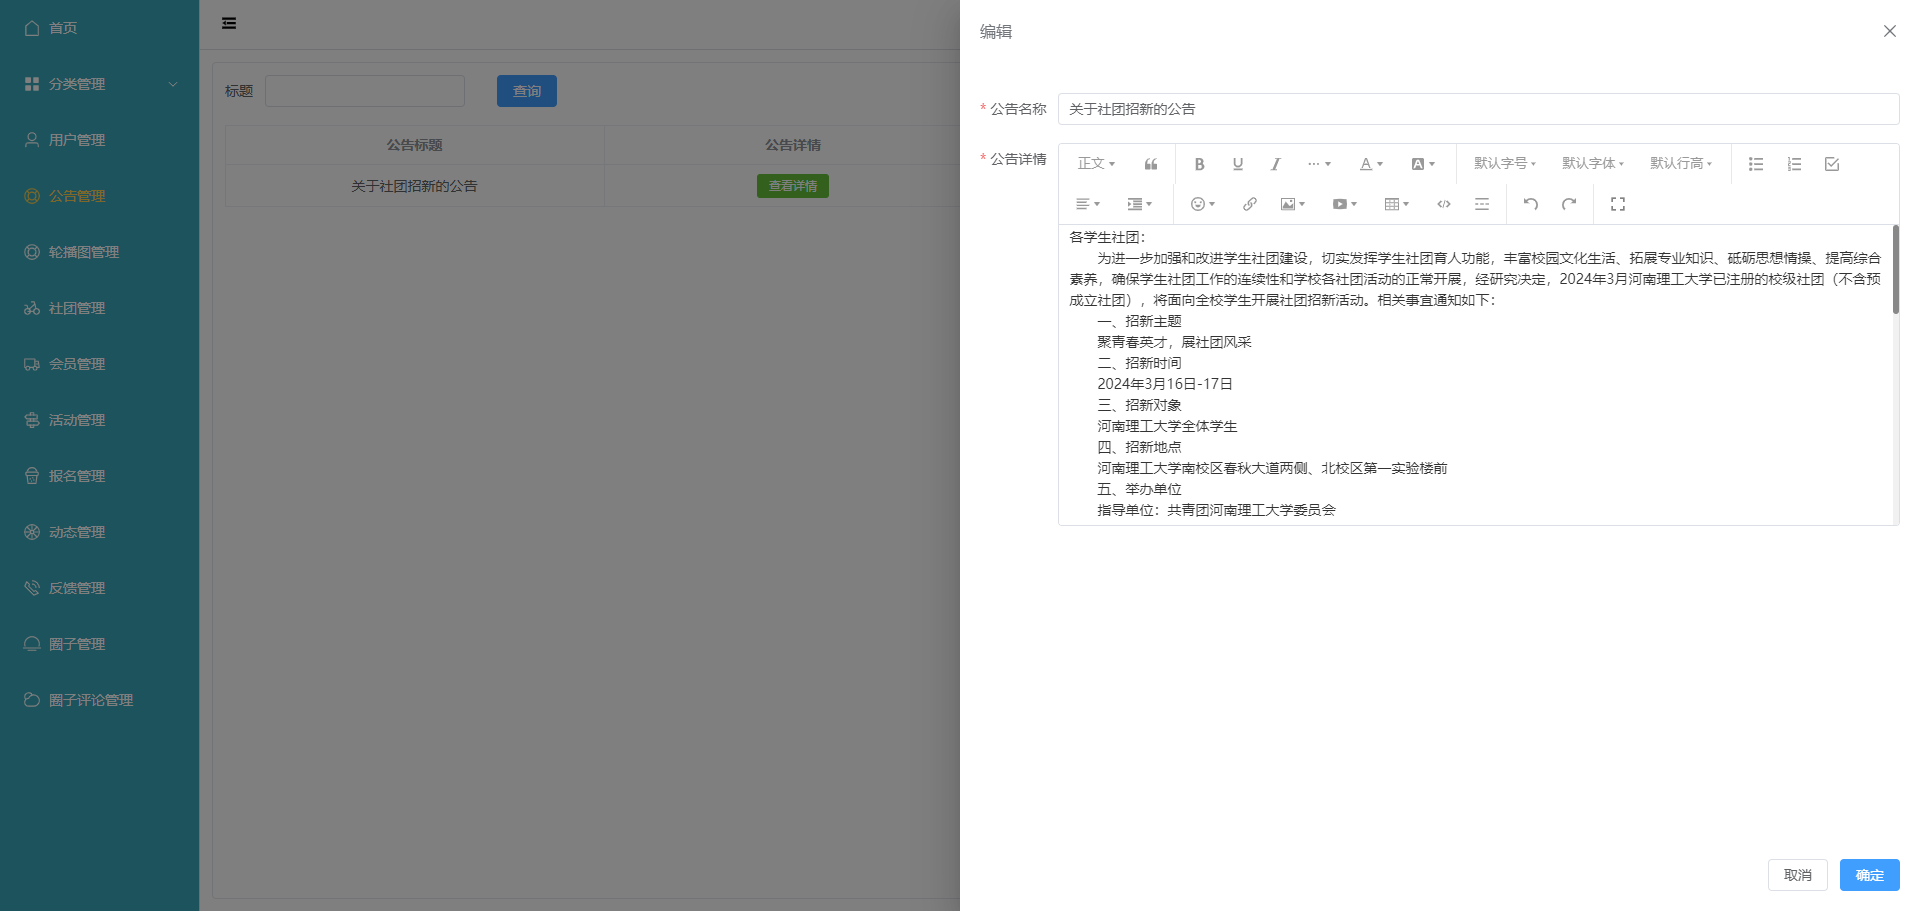 首页
分类管理
用户管理
公告管理
轮播图管理
社团管理
会员管理
活动管理
报名管理
动态管理
反馈管理
圈子管理
圈子评论管理
标题
查询
公告标题
公告详情
关于社团招新的公告
查看详情
编辑
* 公告名称
关于社团招新的公告
* 公告详情
正文
B U I ... A A
默认字号 默认字体 默认行高
各学生社团：
为进一步加强和改进学生社团建设，切实发挥学生社团育人功能，丰富校园文化生活、拓展专业知识、砥砺思想情操、提高综合
素养，确保学生社团工作的连续性和学校各社团活动的正常开展，经研究决定，2024年3月河南理工大学已注册的校级社团（不含预
成立社团），将面向全校学生开展社团招新活动。相关事宜通知如下：
一、招新主题
聚青春英才，展社团风采
二、招新时间
2024年3月16日-17日
三、招新对象
河南理工大学全体学生
四、招新地点
河南理工大学南校区春秋大道两侧、北校区第一实验楼前
五、举办单位
指导单位：共青团河南理工大学委员会
取消
确定